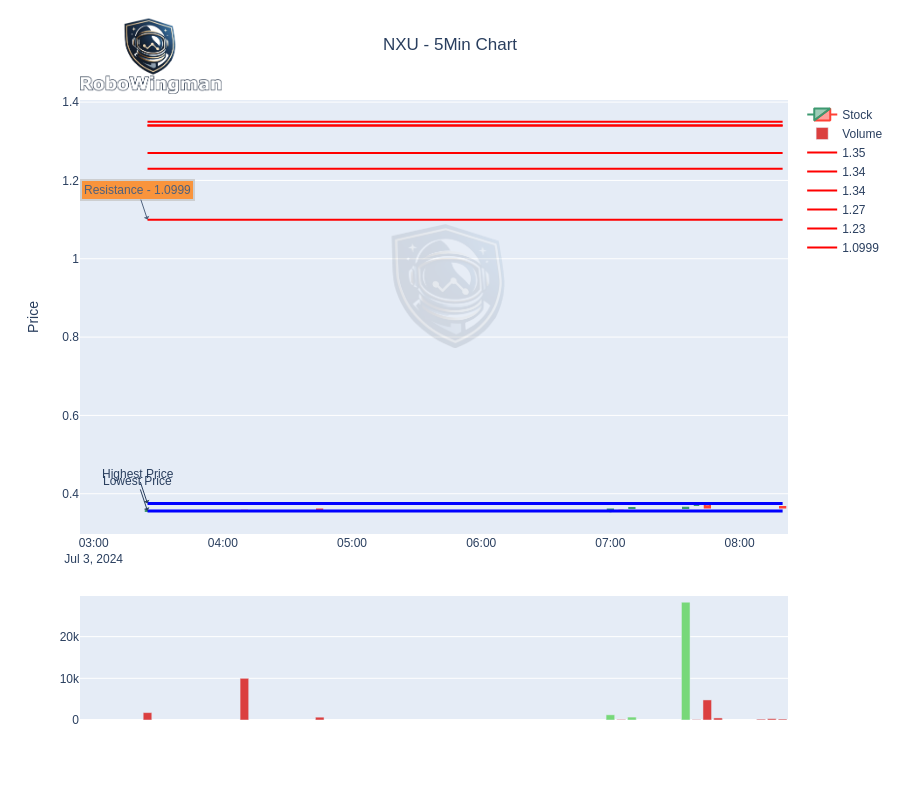 NXU - 5Min Chart
RoboWingman
1.4
1.2
1
0.8
0.6
0.4
Price
Resistance - 1.0999
Highest Price
Lowest Price
03:00
04:00
05:00
06:00
07:00
08:00
Jul 3, 2024
20k
10k
0
Stock
Volume
1.35
1.34
1.34
1.27
1.23
1.0999